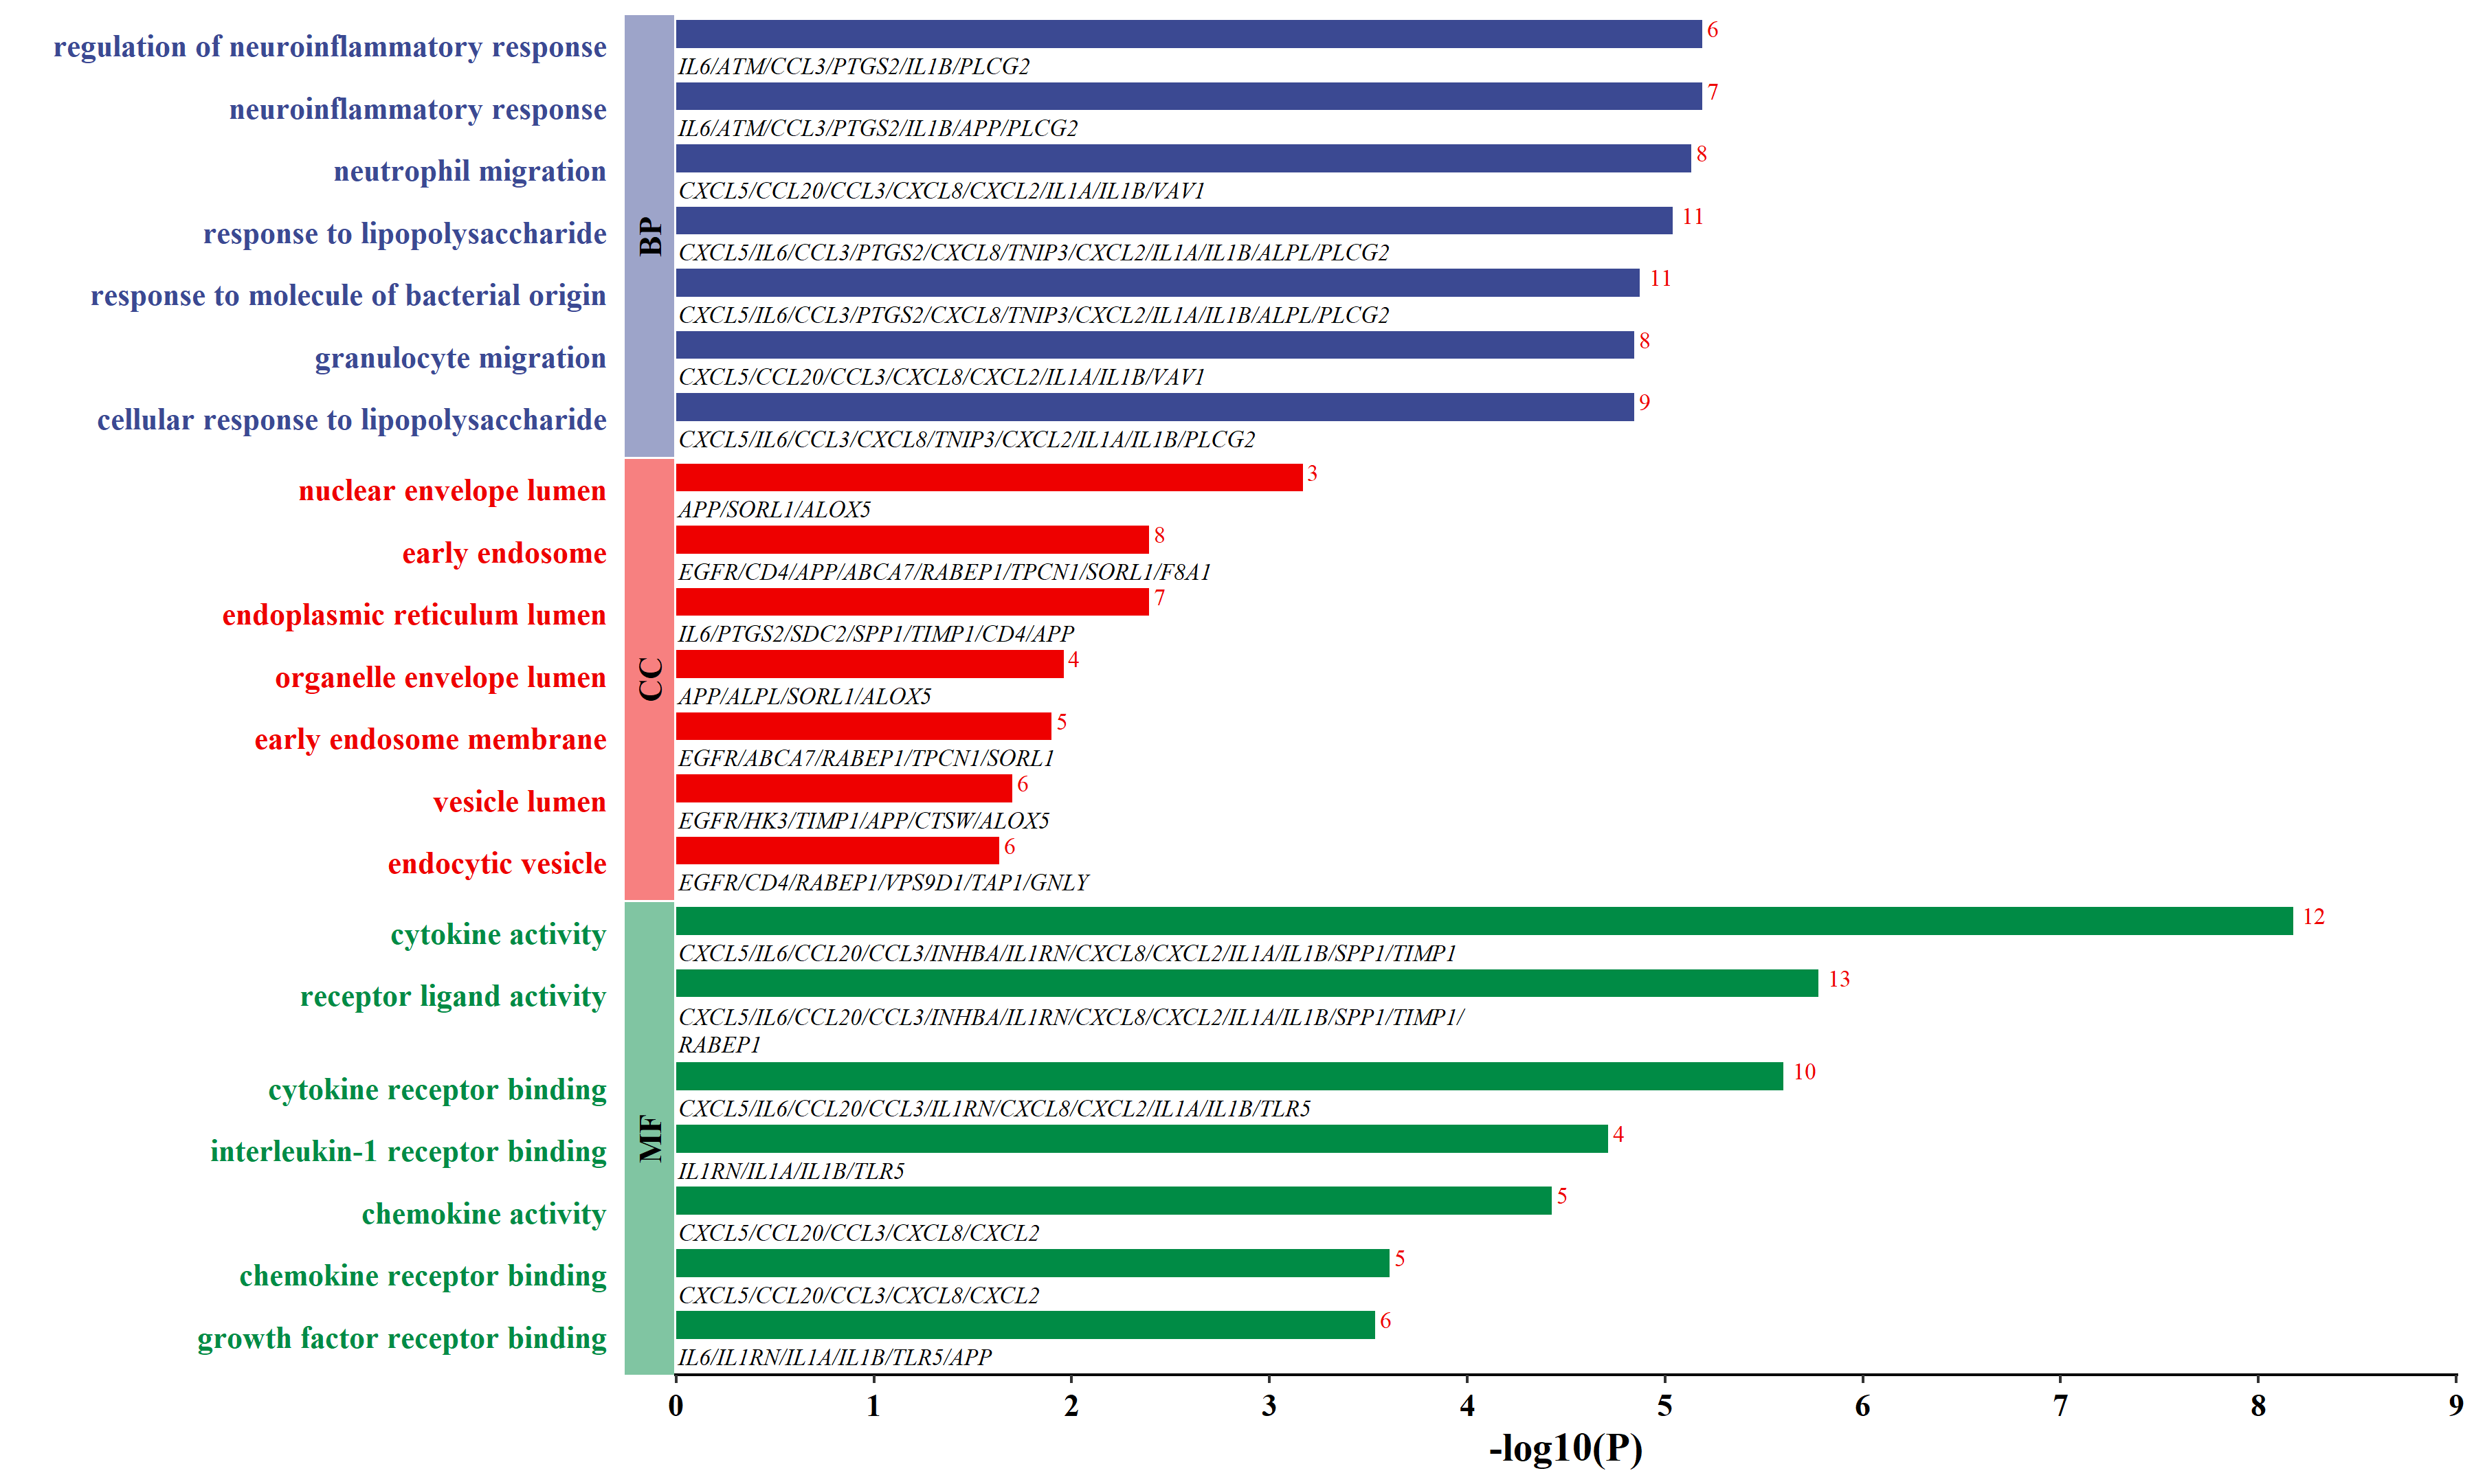 regulation of neuroinflammatory response
6
IL6/ATM/CCL3/PTGS2/IL1B/PLCG2
neuroinflammatory response
7
IL6/ATM/CCL3/PTGS2/IL1B/APP/PLCG2
neutrophil migration
8
CXCL5/CCL20/CCL3/CXCL8/CXCL2/IL1A/IL1B/VAV1
response to lipopolysaccharide
11
CXCL5/IL6/CCL3/PTGS2/CXCL8/TNIP3/CXCL2/IL1A/IL1B/ALPL/PLCG2
response to molecule of bacterial origin
11
CXCL5/IL6/CCL3/PTGS2/CXCL8/TNIP3/CXCL2/IL1A/IL1B/ALPL/PLCG2
granulocyte migration
8
CXCL5/CCL20/CCL3/CXCL8/CXCL2/IL1A/IL1B/VAV1
cellular response to lipopolysaccharide
9
CXCL5/IL6/CCL3/CXCL8/TNIP3/CXCL2/IL1A/IL1B/PLCG2
BP
nuclear envelope lumen
3
APP/SORL1/ALOX5
early endosome
8
EGFR/CD4/APP/ABCA7/RABEP1/TPCN1/SORL1/F8A1
endoplasmic reticulum lumen
7
IL6/PTGS2/SDC2/SPP1/TIMP1/CD4/APP
organelle envelope lumen
4
APP/ALPL/SORL1/ALOX5
early endosome membrane
5
EGFR/ABCA7/RABEP1/TPCN1/SORL1
vesicle lumen
6
EGFR/HK3/TIMP1/APP/CTSW/ALOX5
endocytic vesicle
6
EGFR/CD4/RABEP1/VPS9D1/TAP1/GNLY
CC
cytokine activity
12
CXCL5/IL6/CCL20/CCL3/INHBA/IL1RN/CXCL8/CXCL2/IL1A/IL1B/SPP1/TIMP1
receptor ligand activity
13
CXCL5/IL6/CCL20/CCL3/INHBA/IL1RN/CXCL8/CXCL2/IL1A/IL1B/SPP1/TIMP1/
RABEP1
cytokine receptor binding
10
CXCL5/IL6/CCL20/CCL3/IL1RN/CXCL8/CXCL2/IL1A/IL1B/TLR5
interleukin-1 receptor binding
4
IL1RN/IL1A/IL1B/TLR5
chemokine activity
5
CXCL5/CCL20/CCL3/CXCL8/CXCL2
chemokine receptor binding
5
CXCL5/CCL20/CCL3/CXCL8/CXCL2
growth factor receptor binding
6
IL6/IL1RN/IL1A/IL1B/TLR5/APP
MF
0 1 2 3 4 5 6 7 8 9
-log10(P)